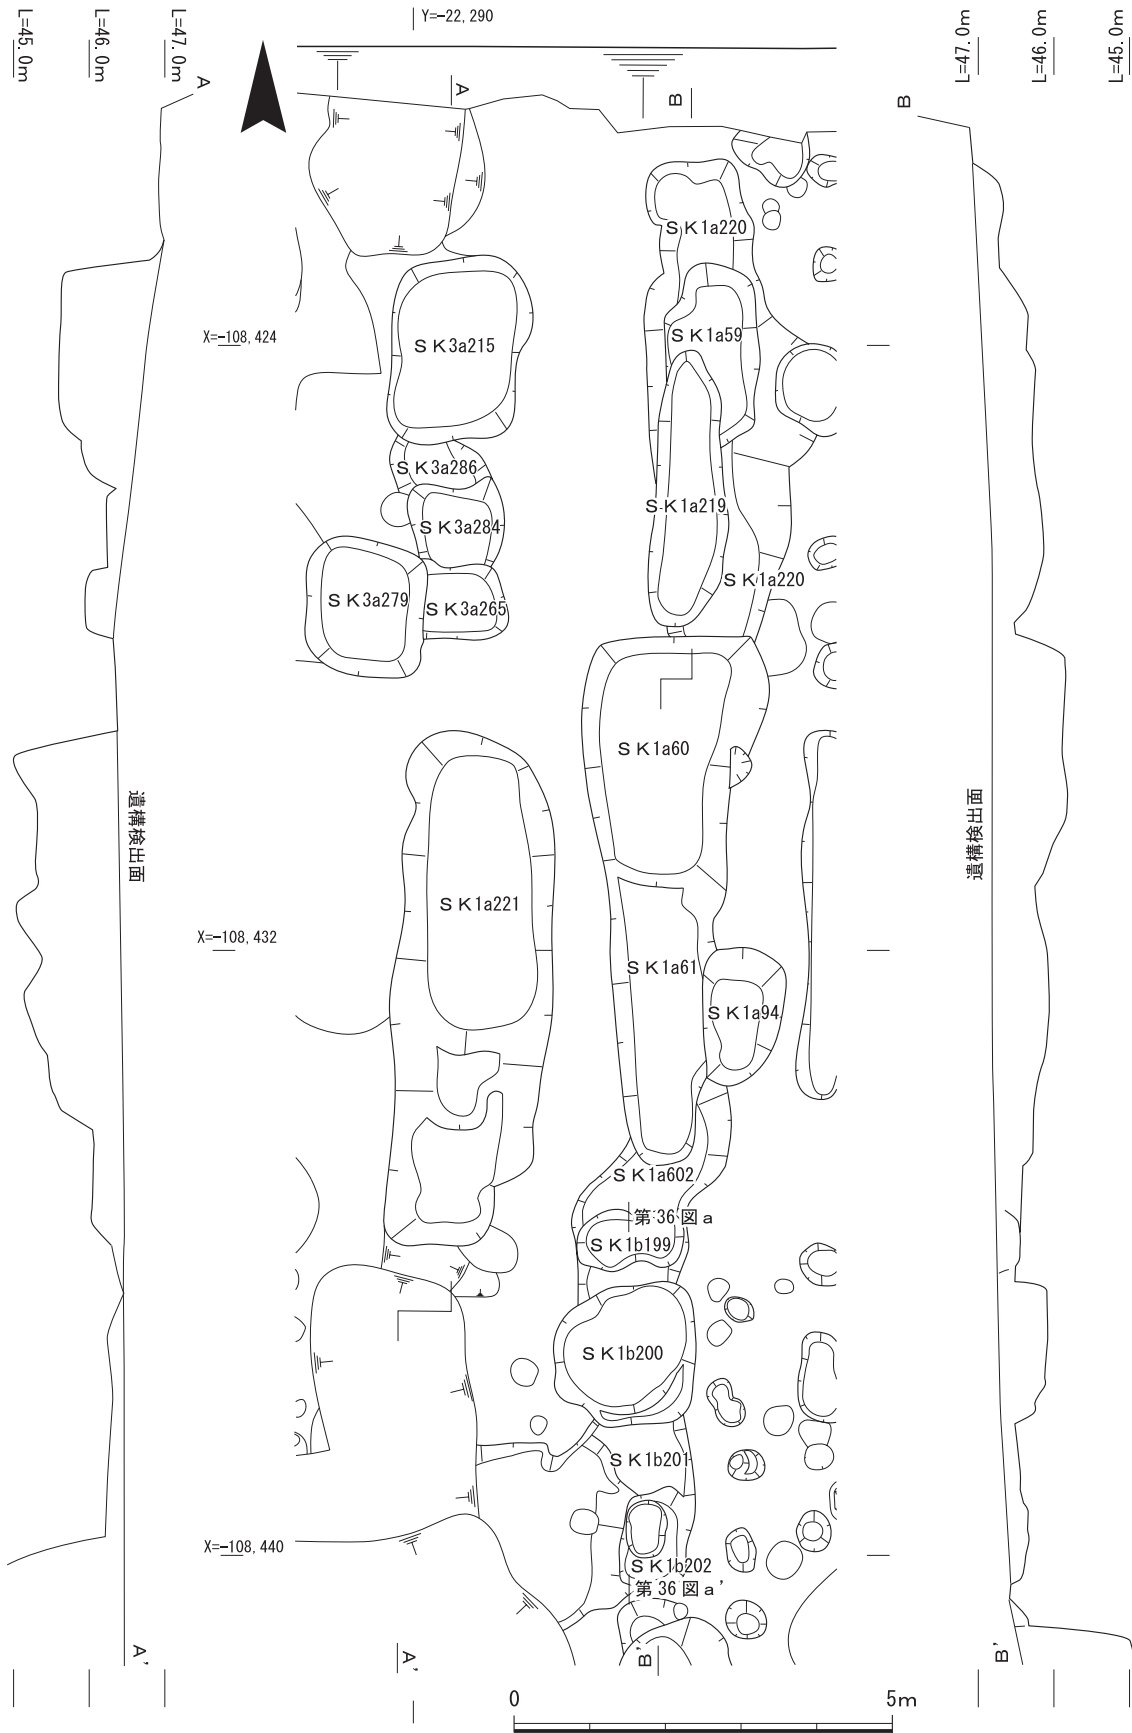 L=45.0m
L=46.0m
L=47.0m
Y=-22,290
L=47.0m
L=46.0m
L=45.0m
A
A
B
B
SK1a220
X=-108,424
SK3a215
SK1a59
SK3a286
SK1a219
SK3a284
SK1a220
SK3a279
SK3a265
SK1a60
遺構検出面
遺構検出面
SK1a221
X=-108,432
SK1a61
SK1a94
SK1a602
第36図a
SK1b199
SK1b200
SK1b201
X=-108,440
SK1b202
第36図a'
A'
A'
B'
B'
0
5m